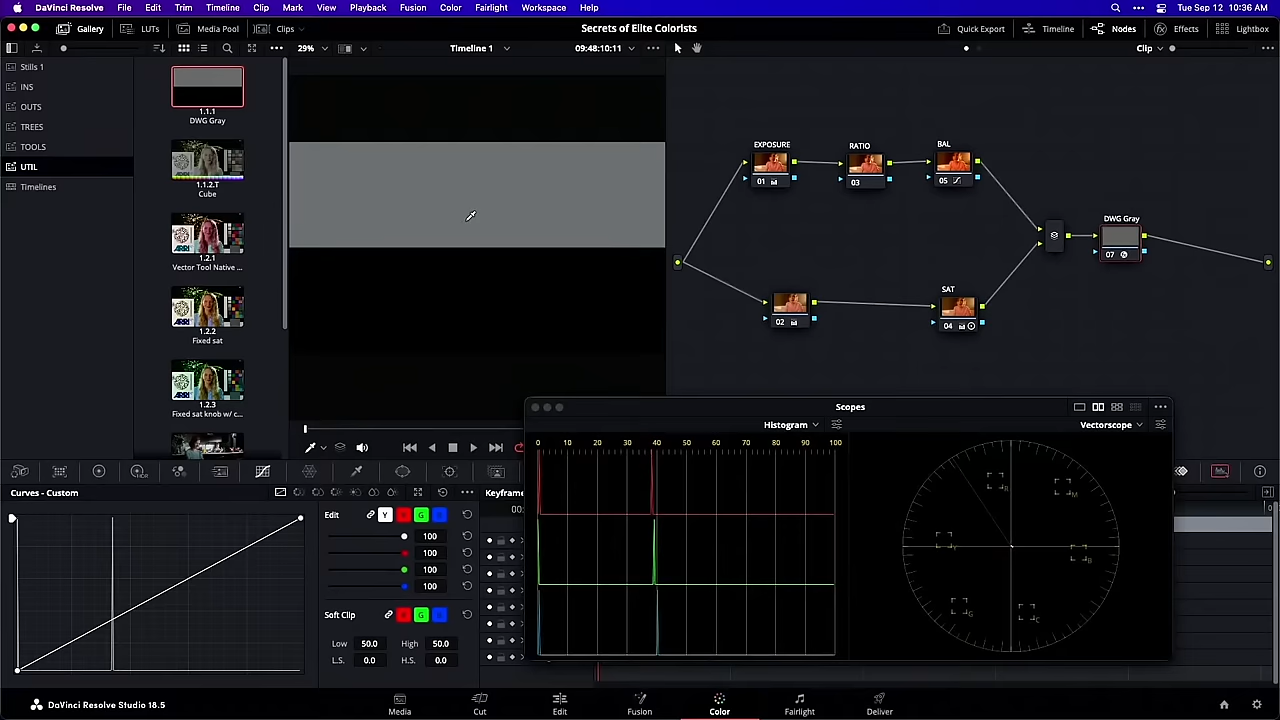 DaVinci Resolve File Edit Trim Timeline Clip Mark View Playback Fusion Color Fairlight Workspace Help Tue Sep 12 10:36 AM
Gallery LUTs Media Pool Clips Secrets of Elite Colorists Quick Export Timeline Nodes Effects Lightbox
29% Timeline 1 09:48:10:11 Clip
Stills 1
INS
OUTS
TREES
TOOLS
UTIL
Timelines
1.1.1
DWG Gray
1.1.2.T
Cube
1.2.1
Vector Tool Native ...
1.2.2
Fixed sat
1.2.3
Fixed sat knob w/ c...
EXPOSURE
01
RATIO
03
BAL
05
DWG Gray
07
02
SAT
04
Scopes
Histogram
Vectorscope
0 10 20 30 40 50 60 70 80 90 100
R
M
Y
B
G
C
Curves - Custom
Edit Y R G B
100
100
100
100
Soft Clip R G B
Low 50.0 High 50.0
L.S. 0.0 H.S. 0.0
Keyframe
DaVinci Resolve Studio 18.5
Media Cut Edit Fusion Color Fairlight Deliver